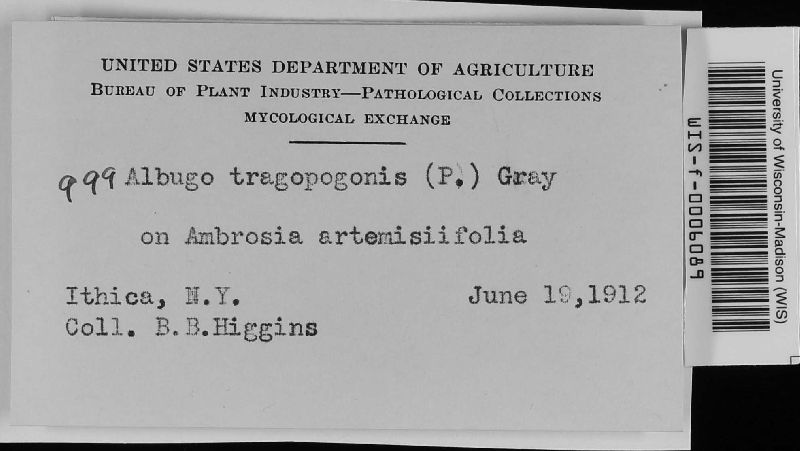 UNITED STATES DEPARTMENT OF AGRICULTURE
BUREAU OF PLANT INDUSTRY—PATHOLOGICAL COLLECTIONS
MYCOLOGICAL EXCHANGE
999 Albugo tragopogonis (P.) Gray
on Ambrosia artemisiifolia
Ithica, N.Y. June 19,1912
Coll. B.B.Higgins
University of Wisconsin-Madison (WIS)
WIS-f-0006089